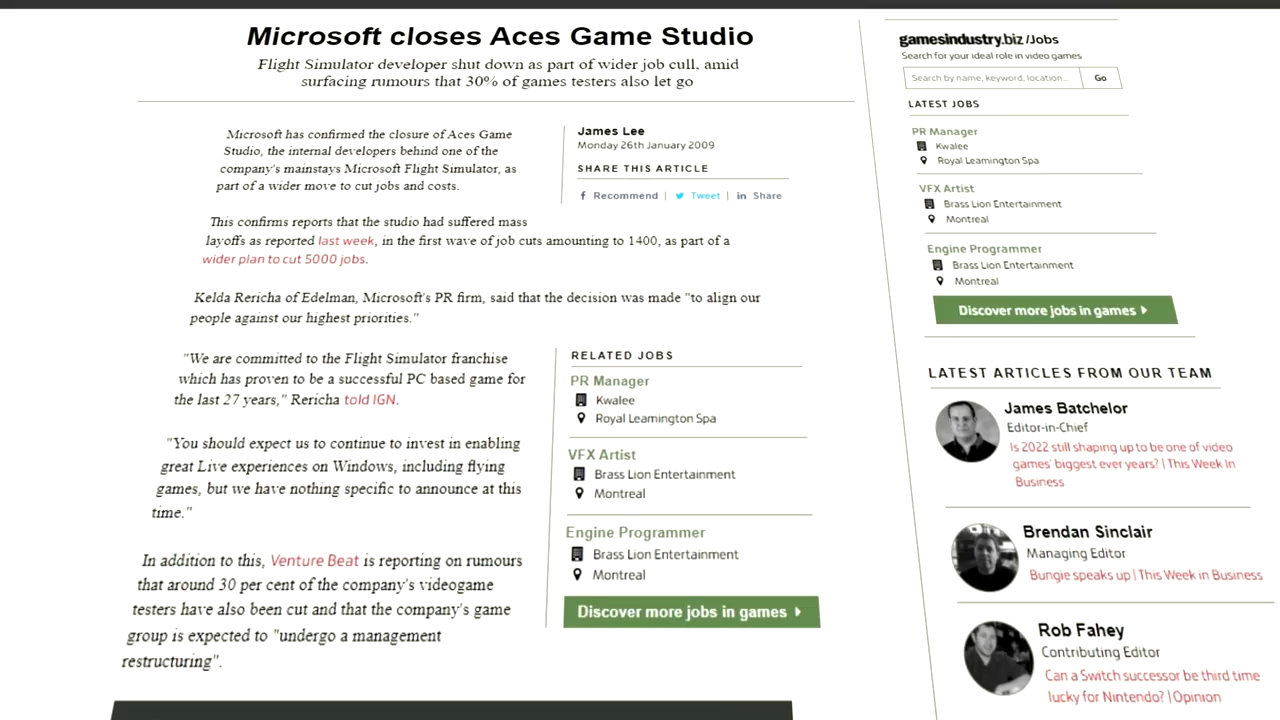 Microsoft closes Aces Game Studio
Flight Simulator developer shut down as part of wider job cull, amid
surfacing rumours that 30% of games testers also let go
Microsoft has confirmed the closure of Aces Game
Studio, the internal developers behind one of the
company's mainstays Microsoft Flight Simulator, as
part of a wider move to cut jobs and costs.
James Lee
Monday 26th January 2009
SHARE THIS ARTICLE
Recommend | Tweet | in Share
This confirms reports that the studio had suffered mass
layoffs as reported last week, in the first wave of job cuts amounting to 1400, as part of a
wider plan to cut 5000 jobs.
Kelda Rericha of Edelman, Microsoft's PR firm, said that the decision was made "to align our
people against our highest priorities."
"We are committed to the Flight Simulator franchise
which has proven to be a successful PC based game for
the last 27 years," Rericha told IGN.
"You should expect us to continue to invest in enabling
great Live experiences on Windows, including flying
games, but we have nothing specific to announce at this
time."
In addition to this, Venture Beat is reporting on rumours
that around 30 per cent of the company's videogame
testers have also been cut and that the company's game
group is expected to "undergo a management
restructuring".
RELATED JOBS
PR Manager
Kwalee
Royal Leamington Spa
VFX Artist
Brass Lion Entertainment
Montreal
Engine Programmer
Brass Lion Entertainment
Montreal
Discover more jobs in games
gamesindustry.biz /Jobs
Search for your ideal role in video games
Search by name, keyword, location... Go
LATEST JOBS
PR Manager
Kwalee
Royal Leamington Spa
VFX Artist
Brass Lion Entertainment
Montreal
Engine Programmer
Brass Lion Entertainment
Montreal
Discover more jobs in games
LATEST ARTICLES FROM OUR TEAM
James Batchelor
Editor-in-Chief
Is 2022 still shaping up to be one of video
games' biggest ever years? | This Week In
Business
Brendan Sinclair
Managing Editor
Bungie speaks up | This Week in Business
Rob Fahey
Contributing Editor
Can a Switch successor be third time
lucky for Nintendo? | Opinion